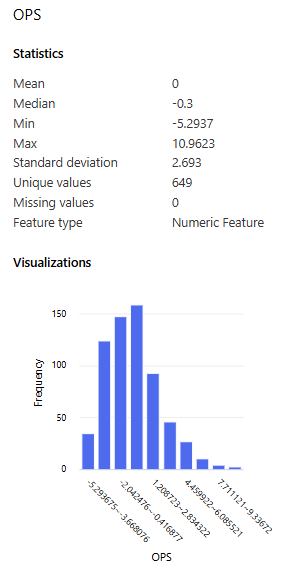 OPS
Statistics
Mean 0
Median -0.3
Min -5.2937
Max 10.9623
Standard deviation 2.693
Unique values 649
Missing values 0
Feature type Numeric Feature
Visualizations
150
100
50
0
Frequency
-5.293675~-3.668076
-2.042476~-0.416877
1.208723~2.834322
4.459922~6.085521
7.711121~9.33672
OPS